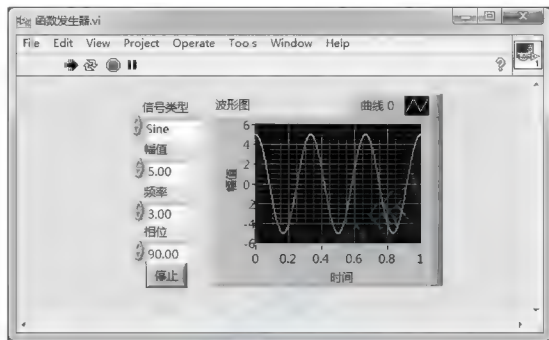 函数发生器.vi
File Edit View Project Operate Tools Window Help
信号类型
Sine
幅值
5.00
频率
3.00
相位
90.00
停止
波形图
曲线 0
幅值
6
4
2
0
-2
-4
-6
0 0.2 0.4 0.6 0.8 1
时间
1